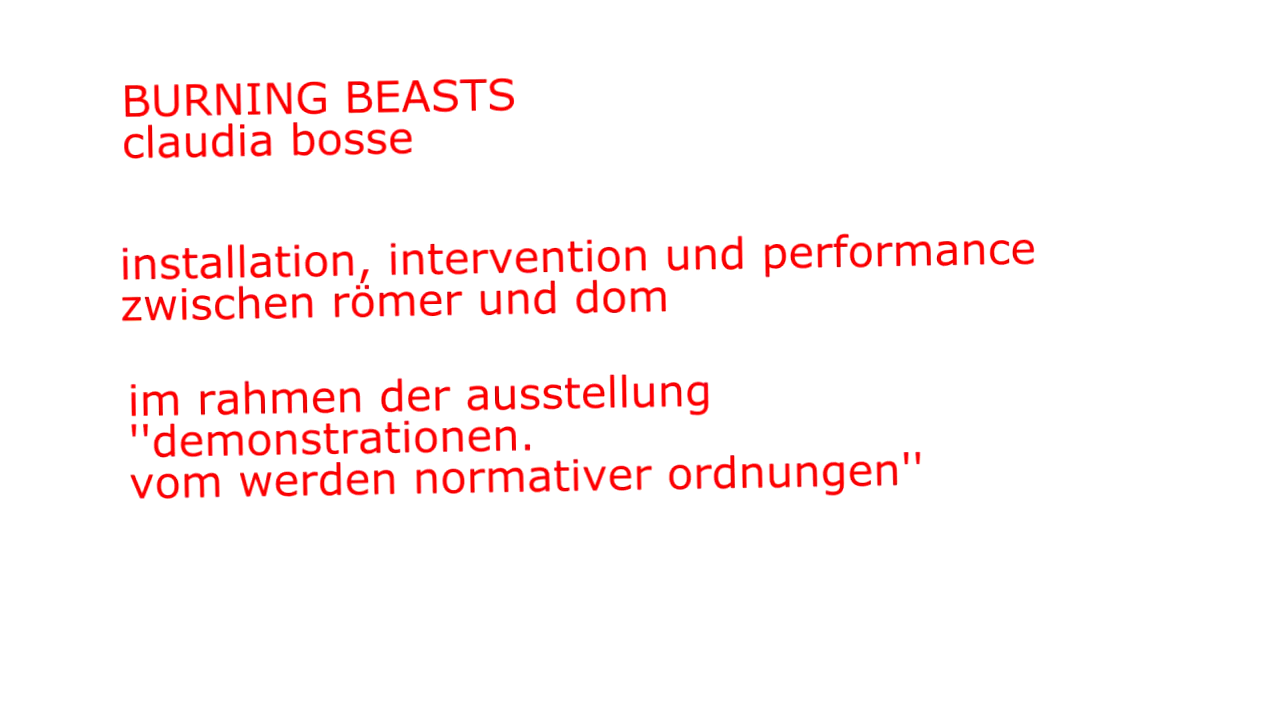 BURNING BEASTS
claudia bosse
installation, intervention und performance
zwischen römer und dom
im rahmen der ausstellung
''demonstrationen.
vom werden normativer ordnungen''